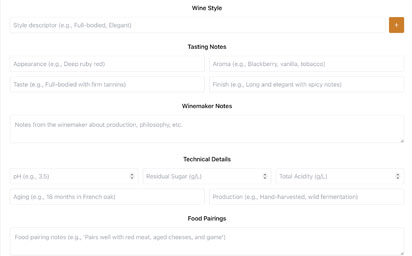 Wine Style
Style descriptor (e.g., Full-bodied, Elegant)
+
Tasting Notes
Appearance (e.g., Deep ruby red)
Aroma (e.g., Blackberry, vanilla, tobacco)
Taste (e.g., Full-bodied with firm tannins)
Finish (e.g., Long and elegant with spicy notes)
Winemaker Notes
Notes from the winemaker about production, philosophy, etc.
Technical Details
pH (e.g., 3.5)
Residual Sugar (g/L)
Total Acidity (g/L)
Aging (e.g., 18 months in French oak)
Production (e.g., Hand-harvested, wild fermentation)
Food Pairings
Food pairing notes (e.g., 'Pairs well with red meat, aged cheeses, and game')